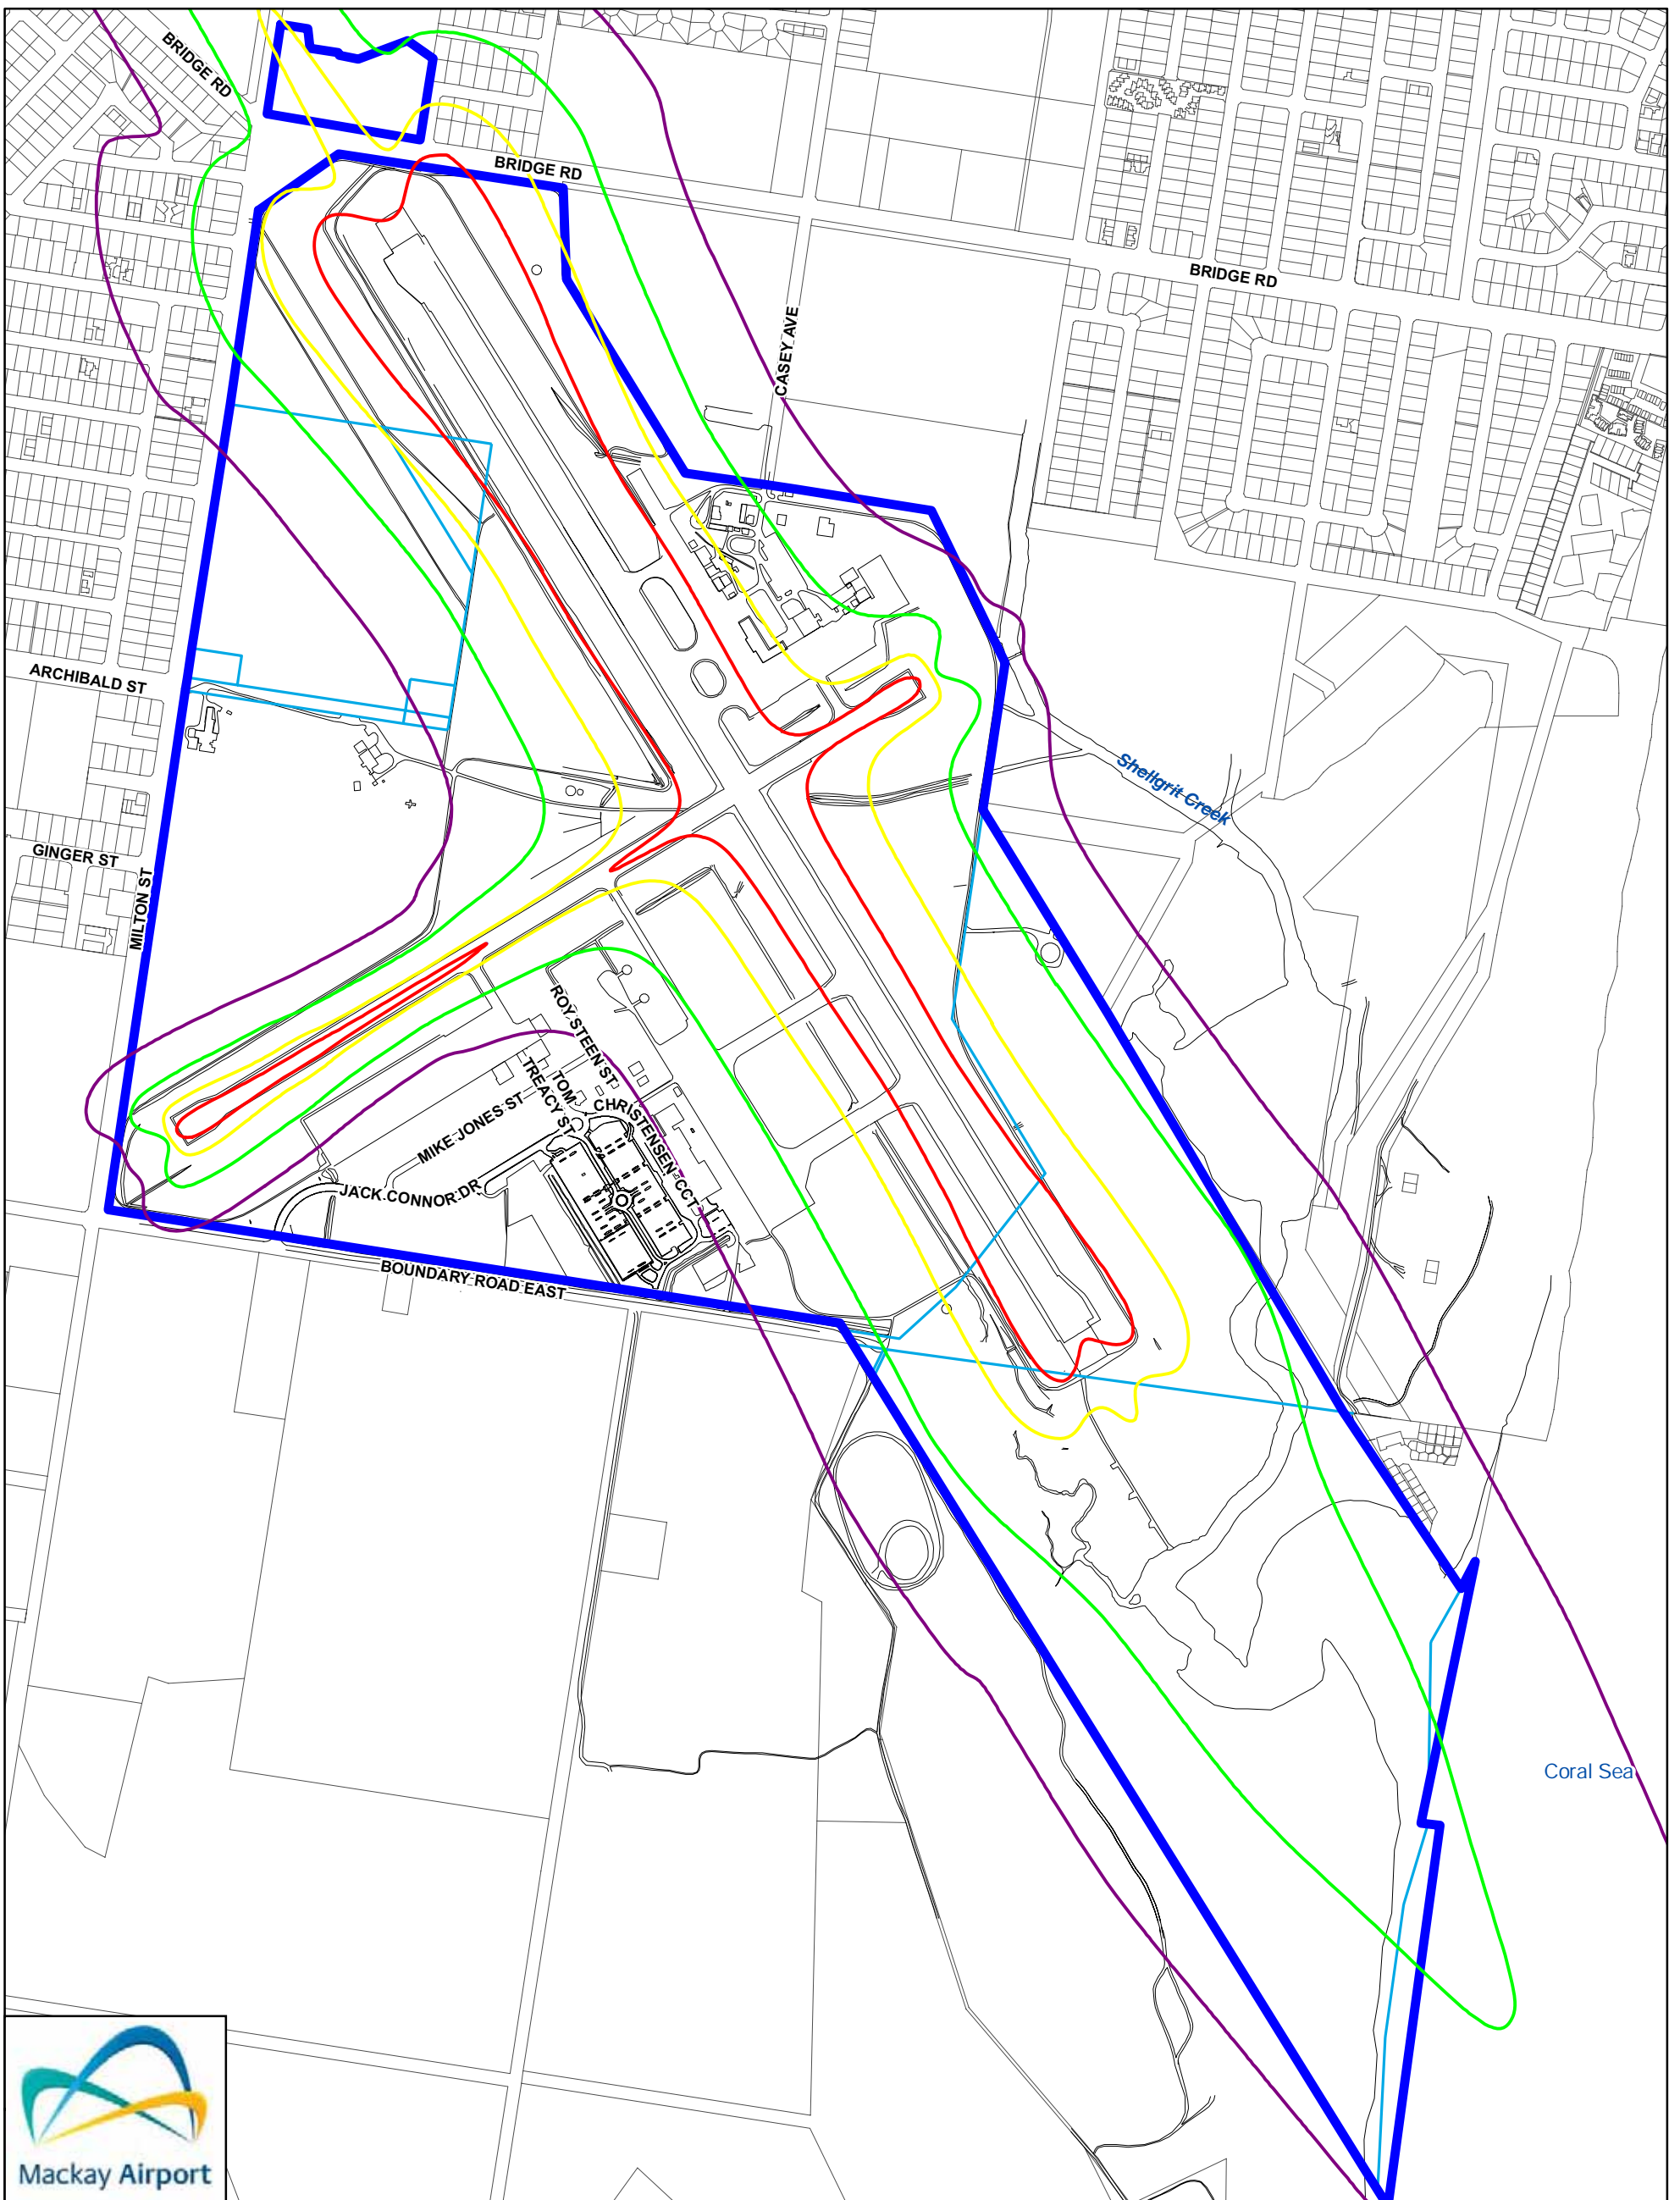 BRIDGE RD
BRIDGE RD
BRIDGE RD
CASEY AVE
ARCHIBALD ST
Shellgrit Creek
GINGER ST
MILTON ST
ROY STEEN ST
TOM
TREACY ST
MIKE JONES ST
CHRISTENSEN CCT
JACK CONNOR DR
BOUNDARY ROAD EAST
Coral Sea
Mackay Airport